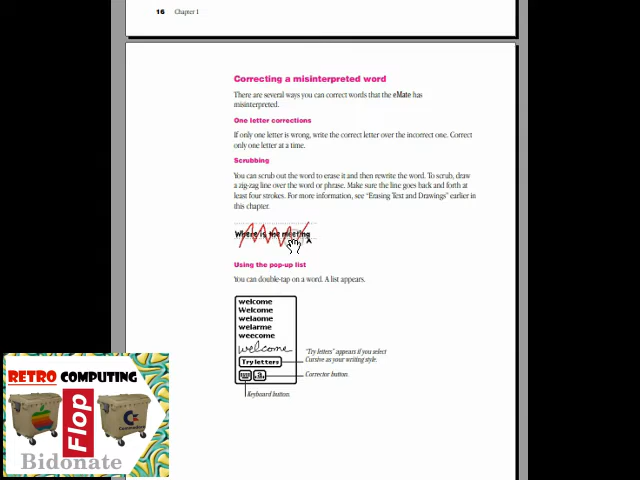 16 Chapter 1
Correcting a misinterpreted word
There are several ways you can correct words that the eMate has
misinterpreted.
One letter corrections
If only one letter is wrong, write the correct letter over the incorrect one. Correct
only one letter at a time.
Scrubbing
You can scrub out the word to erase it and then rewrite the word. To scrub, draw
a zig-zag line over the word or phrase. Make sure the line goes back and forth at
least four strokes. For more information, see “Erasing Text and Drawings” earlier in
this chapter.
Where is the meeting
Using the pop-up list
You can double-tap on a word. A list appears.
welcome
Welcome
welaome
welarme
weecome
welcome
Try letters
"Try letters" appears if you select
Cursive as your writing style.
.a.
Corrector button.
Keyboard button.
RETRO COMPUTING
Flop
Commodore
Bidonate